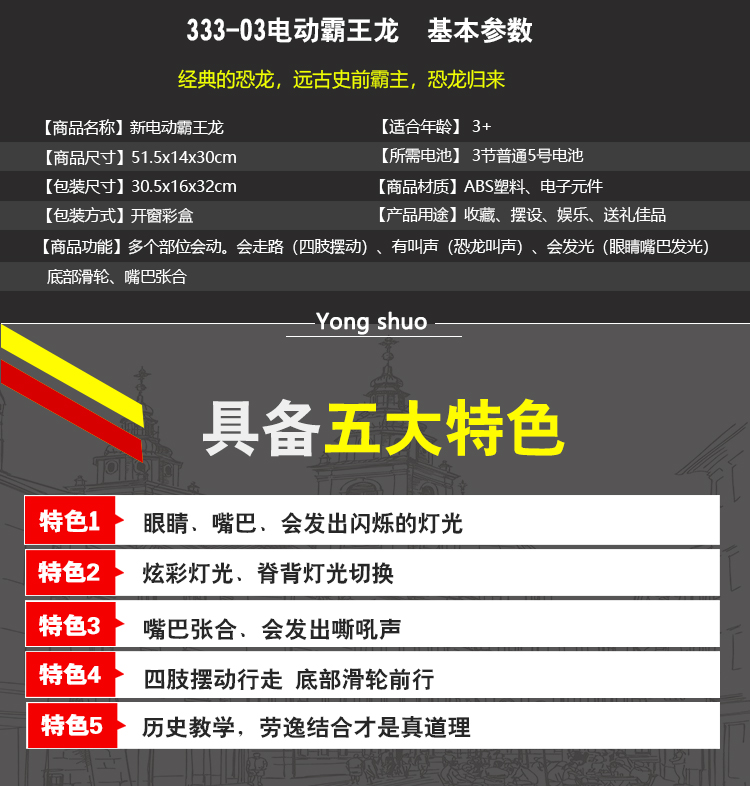 333-03电动霸王龙 基本参数
经典的恐龙，远古史前霸主，恐龙归来
【商品名称】新电动霸王龙 【适合年龄】 3+
【商品尺寸】51.5x14x30cm 【所需电池】 3节普通5号电池
【包装尺寸】30.5x16x32cm 【商品材质】ABS塑料、电子元件
【包装方式】开窗彩盒 【产品用途】收藏、摆设、娱乐、送礼佳品
【商品功能】多个部位会动。会走路（四肢摆动）、有叫声（恐龙叫声）、会发光（眼睛嘴巴发光）
底部滑轮、嘴巴张合
Yong shuo
具备五大特色
特色1 眼睛、嘴巴、会发出闪烁的灯光
特色2 炫彩灯光、脊背灯光切换
特色3 嘴巴张合、会发出嘶吼声
特色4 四肢摆动行走 底部滑轮前行
特色5 历史教学，劳逸结合才是真道理